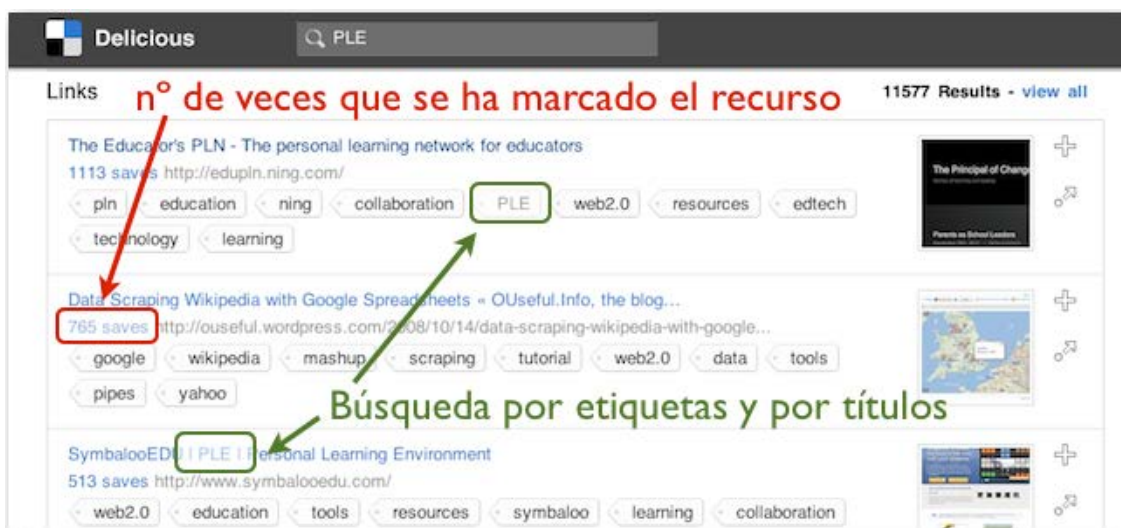 Delicious PLE
Links nº de veces que se ha marcado el recurso 11577 Results - view all
The Educator's PLN - The personal learning network for educators
1113 saves http://edupln.ning.com/
pln education ning collaboration PLE web2.0 resources edtech
technology learning
The Principal of Change
Parents as School Leaders
Data Scraping Wikipedia with Google Spreadsheets « OUseful.Info, the blog...
765 saves http://ouseful.wordpress.com/2008/10/14/data-scraping-wikipedia-with-google...
google wikipedia mashup scraping tutorial web2.0 data tools
pipes yahoo
Búsqueda por etiquetas y por títulos
SymbalooEDU | PLE | Personal Learning Environment
513 saves http://www.symbalooedu.com/
web2.0 education tools resources symbaloo learning collaboration